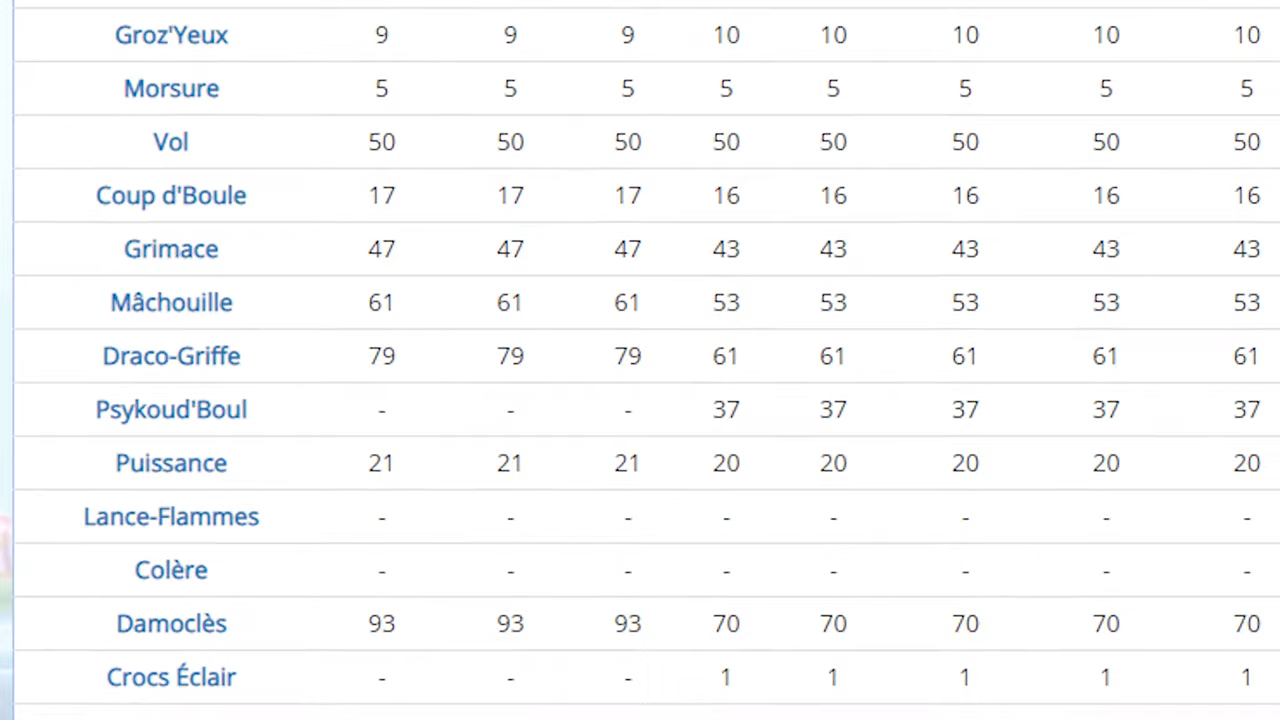 Groz'Yeux 9 9 9 10 10 10 10 10
Morsure 5 5 5 5 5 5 5 5
Vol 50 50 50 50 50 50 50 50
Coup d'Boule 17 17 17 16 16 16 16 16
Grimace 47 47 47 43 43 43 43 43
Mâchouille 61 61 61 53 53 53 53 53
Draco-Griffe 79 79 79 61 61 61 61 61
Psykoud'Boul - - - 37 37 37 37 37
Puissance 21 21 21 20 20 20 20 20
Lance-Flammes - - - - - - - -
Colère - - - - - - - -
Damoclès 93 93 93 70 70 70 70 70
Crocs Éclair - - - 1 1 1 1 1